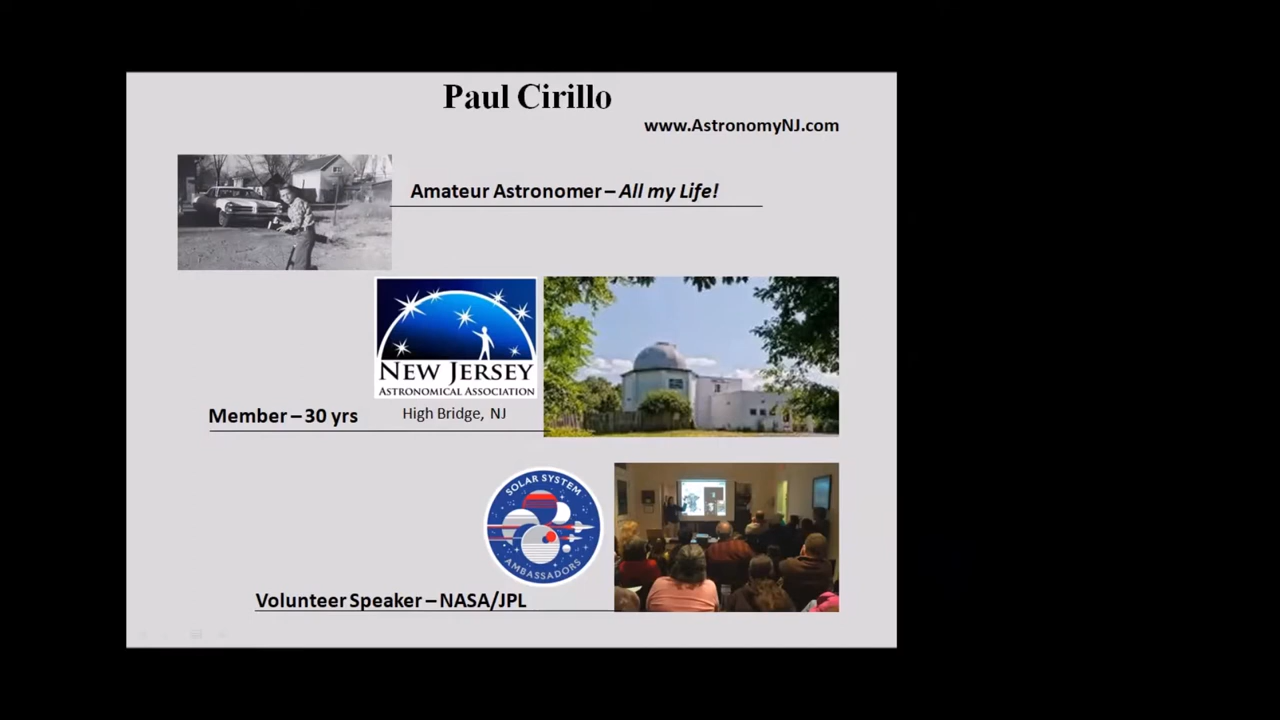 Paul Cirillo
www.AstronomyNJ.com
Amateur Astronomer – All my Life!
NEW JERSEY
ASTRONOMICAL ASSOCIATION
Member – 30 yrs
High Bridge, NJ
SOLAR SYSTEM
AMBASSADORS
Volunteer Speaker – NASA/JPL